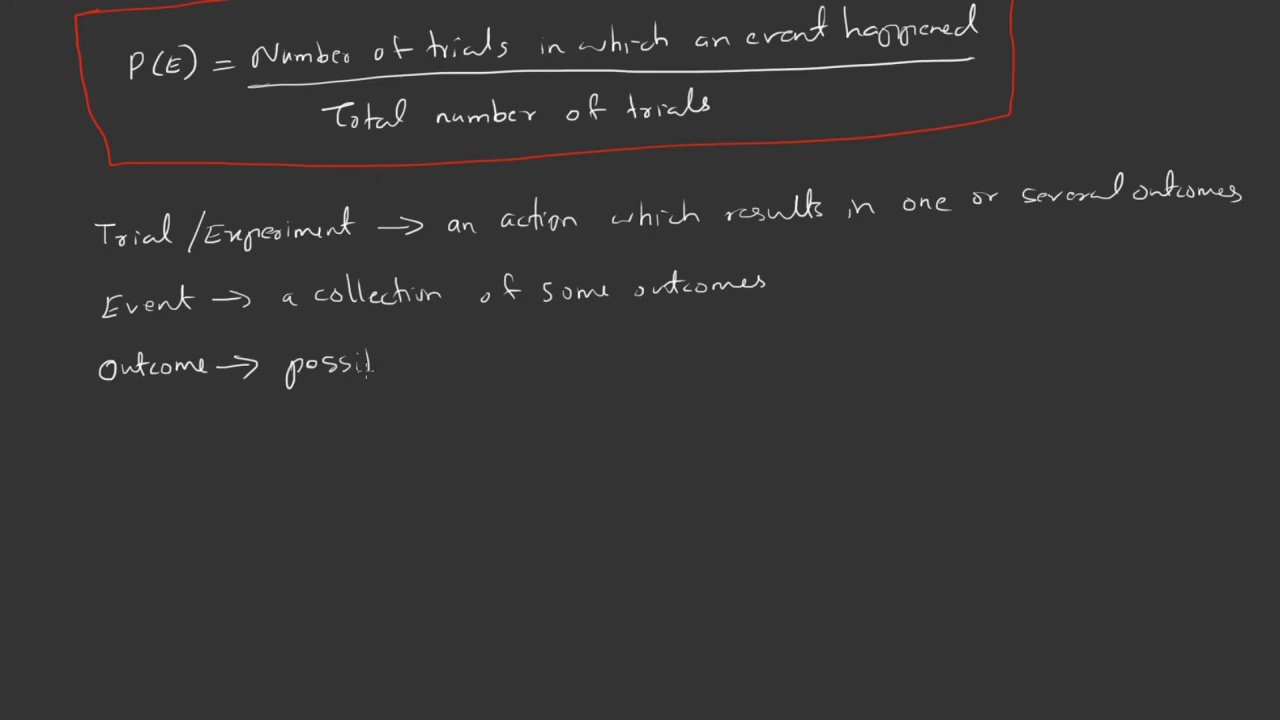 P(E) = Number of trials in which an event happened
Total number of trials
Trial/Experiment → an action which results in one or several outcomes
Event → a collection of some outcomes
Outcome → possil